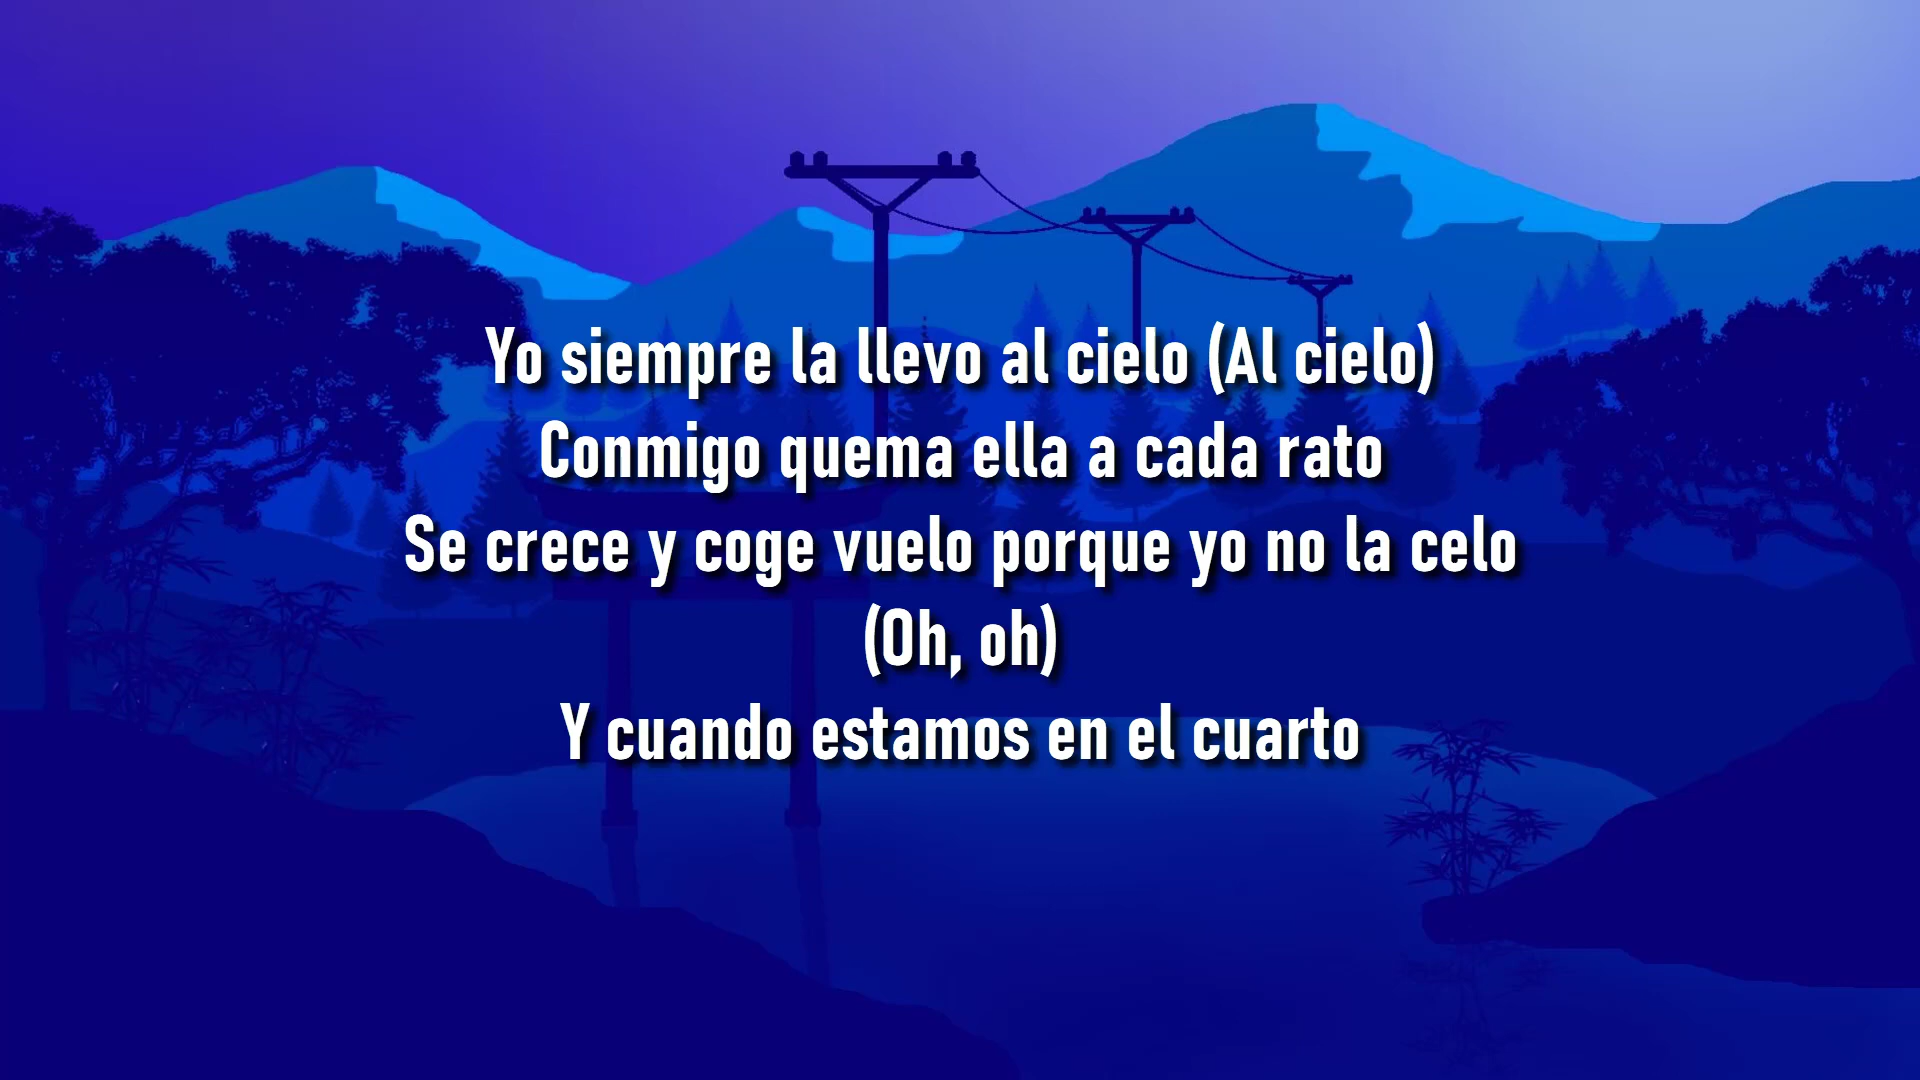 Yo siempre la llevo al cielo (Al cielo)
Conmigo quema ella a cada rato
Se crece y coge vuelo porque yo no la celo
(Oh, oh)
Y cuando estamos en el cuarto